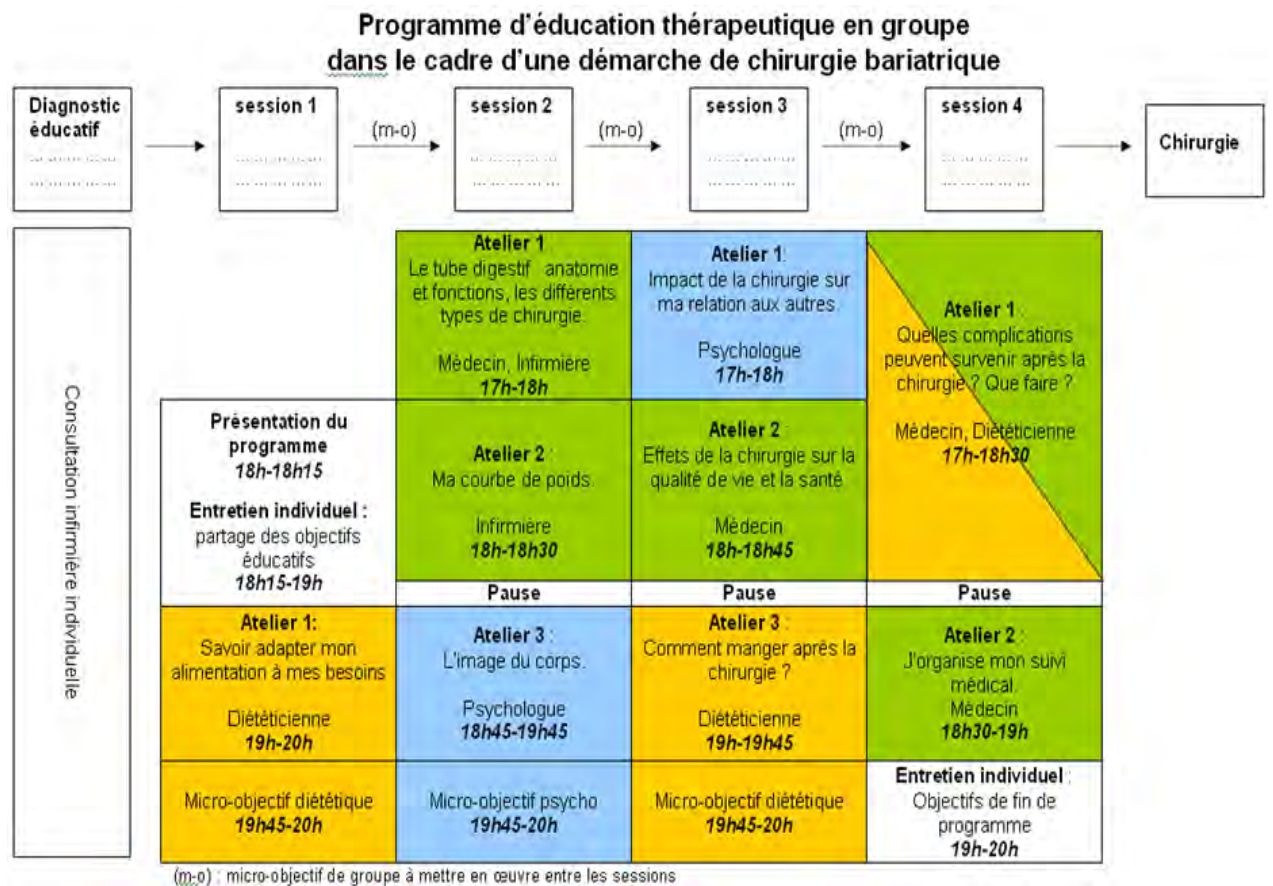 Programme d'éducation thérapeutique en groupe
dans le cadre d'une démarche de chirurgie bariatrique
Diagnostic
éducatif
... ... ... ... ...
... ... ... ... ...
session 1
... ... ... ... ...
... ... ... ... ...
(m-o)
session 2
... ... ... ... ...
... ... ... ... ...
(m-o)
session 3
... ... ... ... ...
... ... ... ... ...
(m-o)
session 4
... ... ... ... ...
... ... ... ... ...
Chirurgie
Consultation infirmière individuelle
Présentation du
programme
18h-18h15
Entretien individuel :
partage des objectifs
éducatifs
18h15-19h
Atelier 1:
Savoir adapter mon
alimentation à mes besoins
Diététicienne
19h-20h
Micro-objectif diététique
19h45-20h
Atelier 1
Le tube digestif : anatomie
et fonctions, les différents
types de chirurgie.
Médecin, Infirmière
17h-18h
Atelier 2 :
Ma courbe de poids.
Infirmière
18h-18h30
Pause
Atelier 3 :
L'image du corps.
Psychologue
18h45-19h45
Micro-objectif psycho
19h45-20h
Atelier 1:
Impact de la chirurgie sur
ma relation aux autres.
Psychologue
17h-18h
Atelier 2 :
Effets de la chirurgie sur la
qualité de vie et la santé
Médecin
18h-18h45
Pause
Atelier 3 :
Comment manger après la
chirurgie ?
Diététicienne
19h-19h45
Micro-objectif diététique
19h45-20h
Atelier 1
Quelles complications
peuvent survenir après la
chirurgie ? Que faire ?
Médecin, Diététicienne
17h-18h30
Pause
Atelier 2 :
J'organise mon suivi
médical.
Médecin
18h30-19h
Entretien individuel :
Objectifs de fin de
programme
19h-20h
(m-o) : micro-objectif de groupe à mettre en œuvre entre les sessions